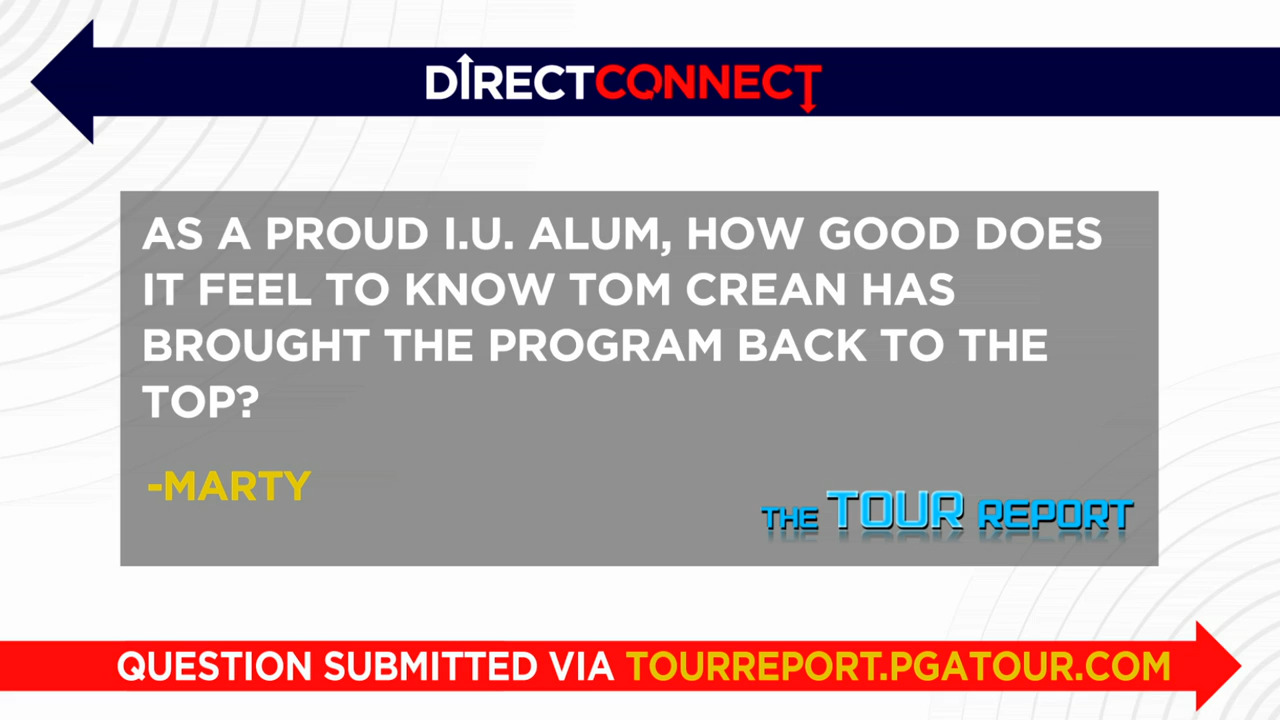 DIRECTCONNECT
AS A PROUD I.U. ALUM, HOW GOOD DOES
IT FEEL TO KNOW TOM CREAN HAS
BROUGHT THE PROGRAM BACK TO THE
TOP?
-MARTY
THE TOUR REPORT
QUESTION SUBMITTED VIA TOURREPORT.PGATOUR.COM